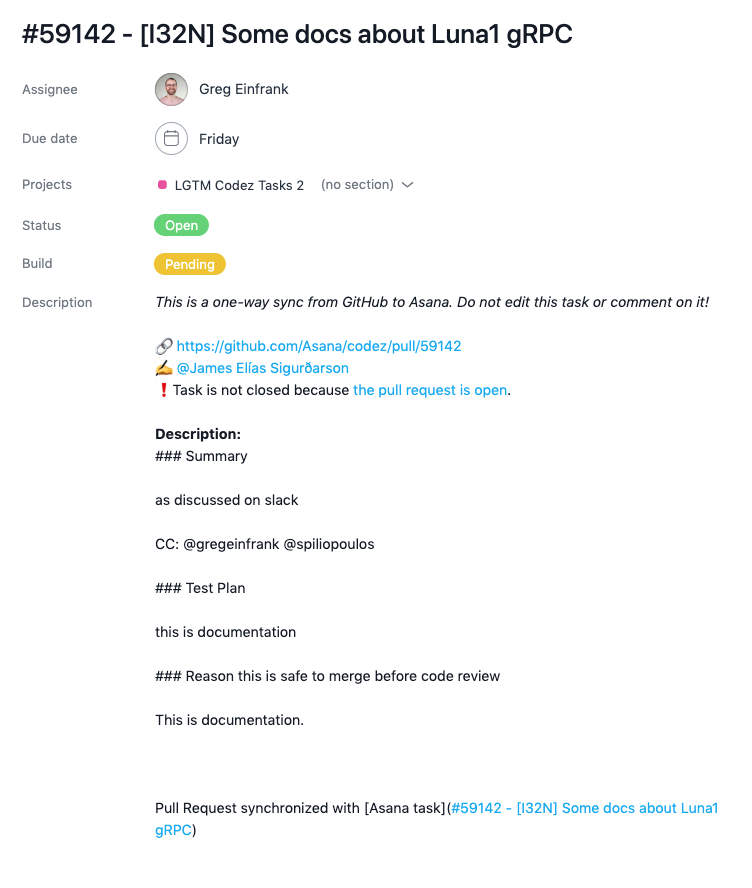 #59142 - [I32N] Some docs about Luna1 gRPC
Assignee Greg Einfrank
Due date Friday
Projects LGTM Codez Tasks 2 (no section)
Status Open
Build Pending
Description This is a one-way sync from GitHub to Asana. Do not edit this task or comment on it!
🔗 https://github.com/Asana/codez/pull/59142
✍️ @James Elías Sigurðarson
❗️Task is not closed because the pull request is open.
Description:
### Summary
as discussed on slack
CC: @gregeinfrank @spiliopoulos
### Test Plan
this is documentation
### Reason this is safe to merge before code review
This is documentation.
Pull Request synchronized with [Asana task](#59142 - [I32N] Some docs about Luna1
gRPC)